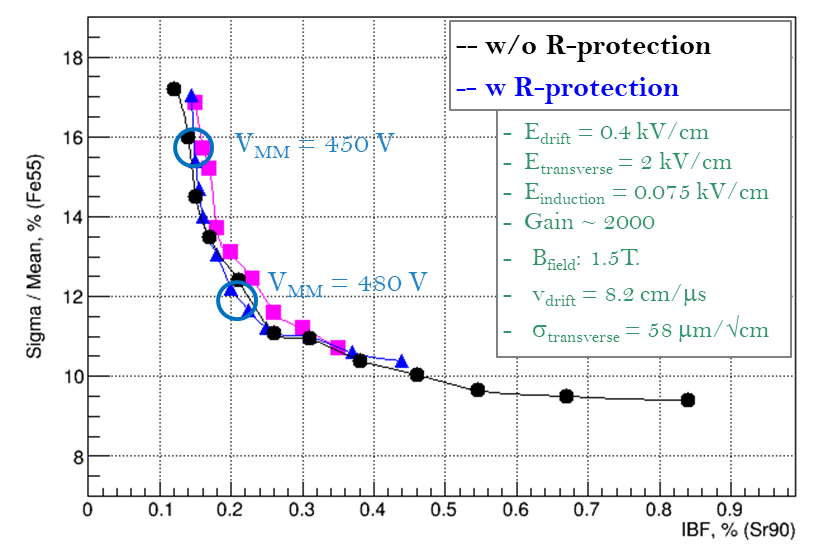 -- w/o R-protection
-- w R-protection
- E_drift = 0.4 kV/cm
- E_transverse = 2 kV/cm
- E_induction = 0.075 kV/cm
- Gain ~ 2000
- B_field: 1.5T.
- v_drift = 8.2 cm/μs
- σ_transverse = 58 μm/√cm
V_MM = 450 V
V_MM = 480 V
Sigma / Mean, % (Fe55)
18
16
14
12
10
8
0 0.1 0.2 0.3 0.4 0.5 0.6 0.7 0.8 0.9
IBF, % (Sr90)